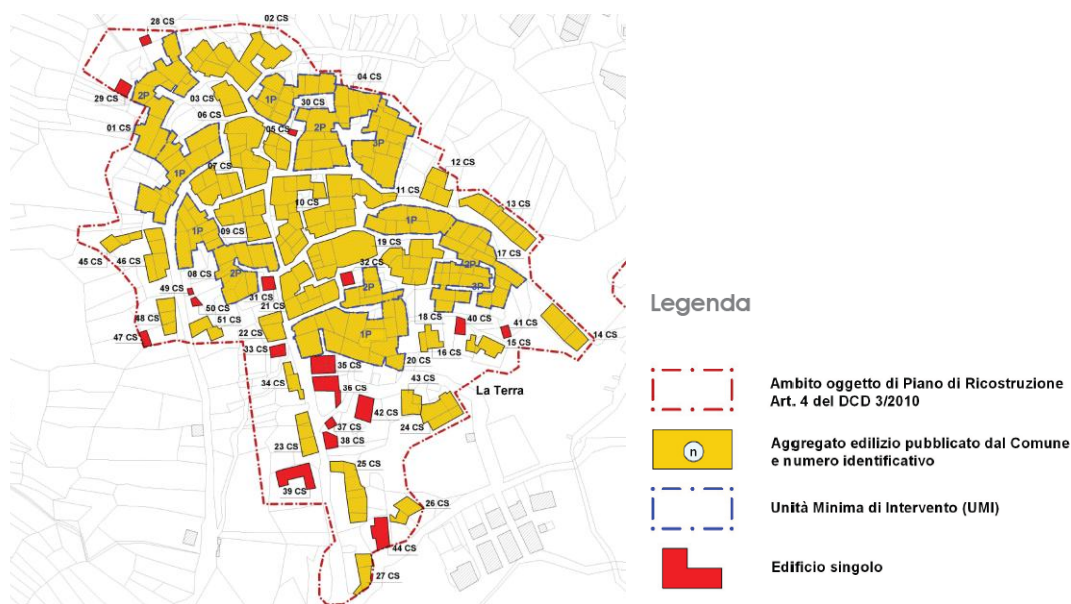 28 CS
02 CS
04 CS
29 CS
2P
03 CS
1P
30 CS
06 CS
2P
01 CS
05 CS
3P
12 CS
07 CS
1P
11 CS
13 CS
10 CS
1P
1P
09 CS
19 CS
17 CS
45 CS
46 CS
08 CS
2P
32 CS
2P
2P
3P
49 CS
31 CS
21 CS
50 CS
48 CS
51 CS
18 CS
40 CS
41 CS
47 CS
22 CS
1P
14 CS
33 CS
16 CS
15 CS
35 CS
20 CS
34 CS
36 CS
43 CS
La Terra
42 CS
37 CS
24 CS
23 CS
38 CS
25 CS
39 CS
26 CS
44 CS
27 CS
Legenda
Ambito oggetto di Piano di Ricostruzione
Art. 4 del DCD 3/2010
n
Aggregato edilizio pubblicato dal Comune
e numero identificativo
Unità Minima di Intervento (UMI)
Edificio singolo